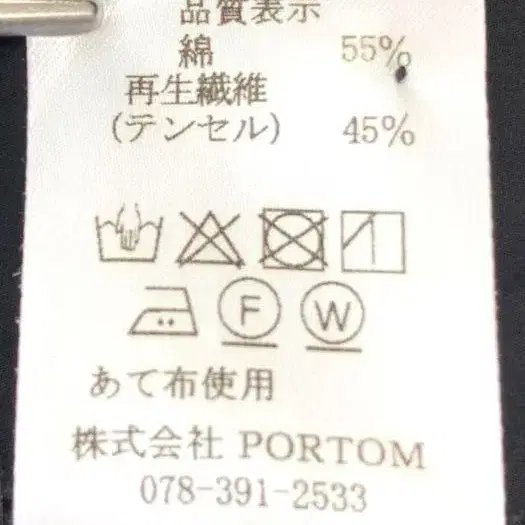 品質表示
綿 55%
再生繊維
(テンセル) 45%
F W
あて布使用
株式会社 PORTOM
078-391-2533